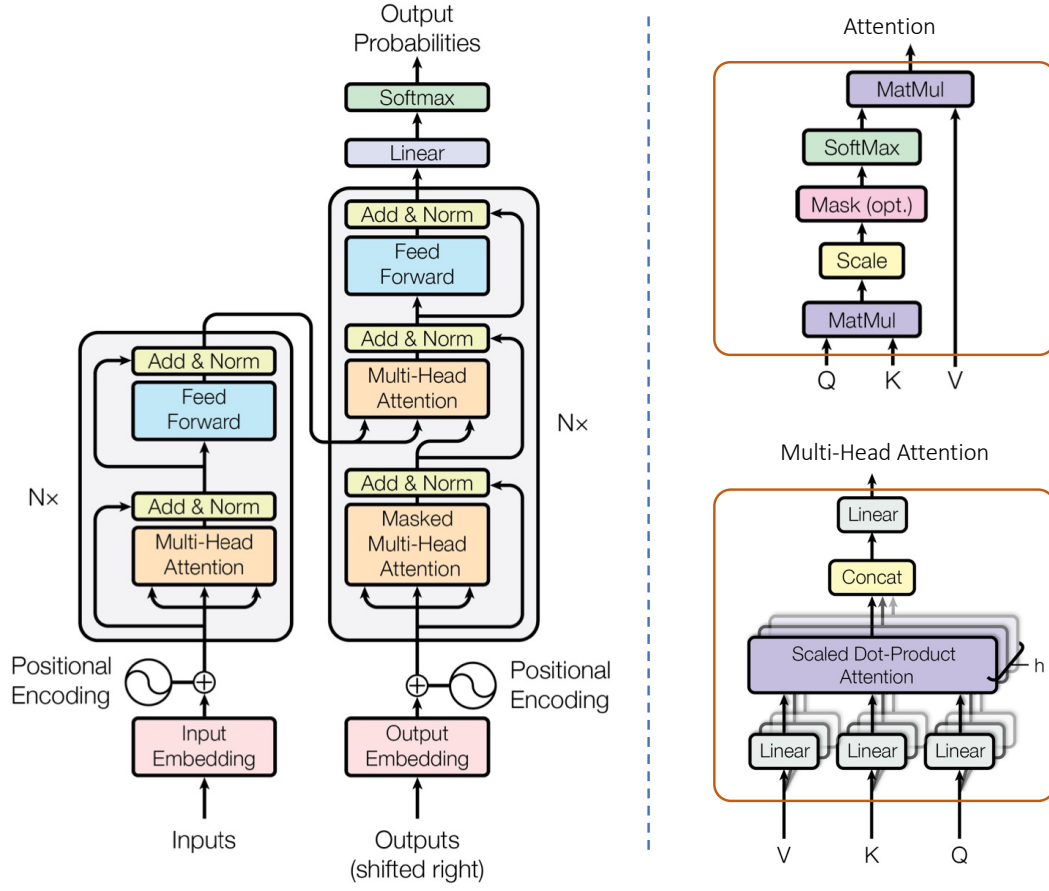 Output
Probabilities
Softmax
Linear
Add & Norm
Feed
Forward
Add & Norm
Multi-Head
Attention
Add & Norm
Masked
Multi-Head
Attention
Nx
Add & Norm
Feed
Forward
Add & Norm
Multi-Head
Attention
Nx
Positional
Encoding
Positional
Encoding
Input
Embedding
Output
Embedding
Inputs
Outputs
(shifted right)
Attention
MatMul
SoftMax
Mask (opt.)
Scale
MatMul
Q K V
Multi-Head Attention
Linear
Concat
Scaled Dot-Product
Attention
h
Linear Linear Linear
V K Q